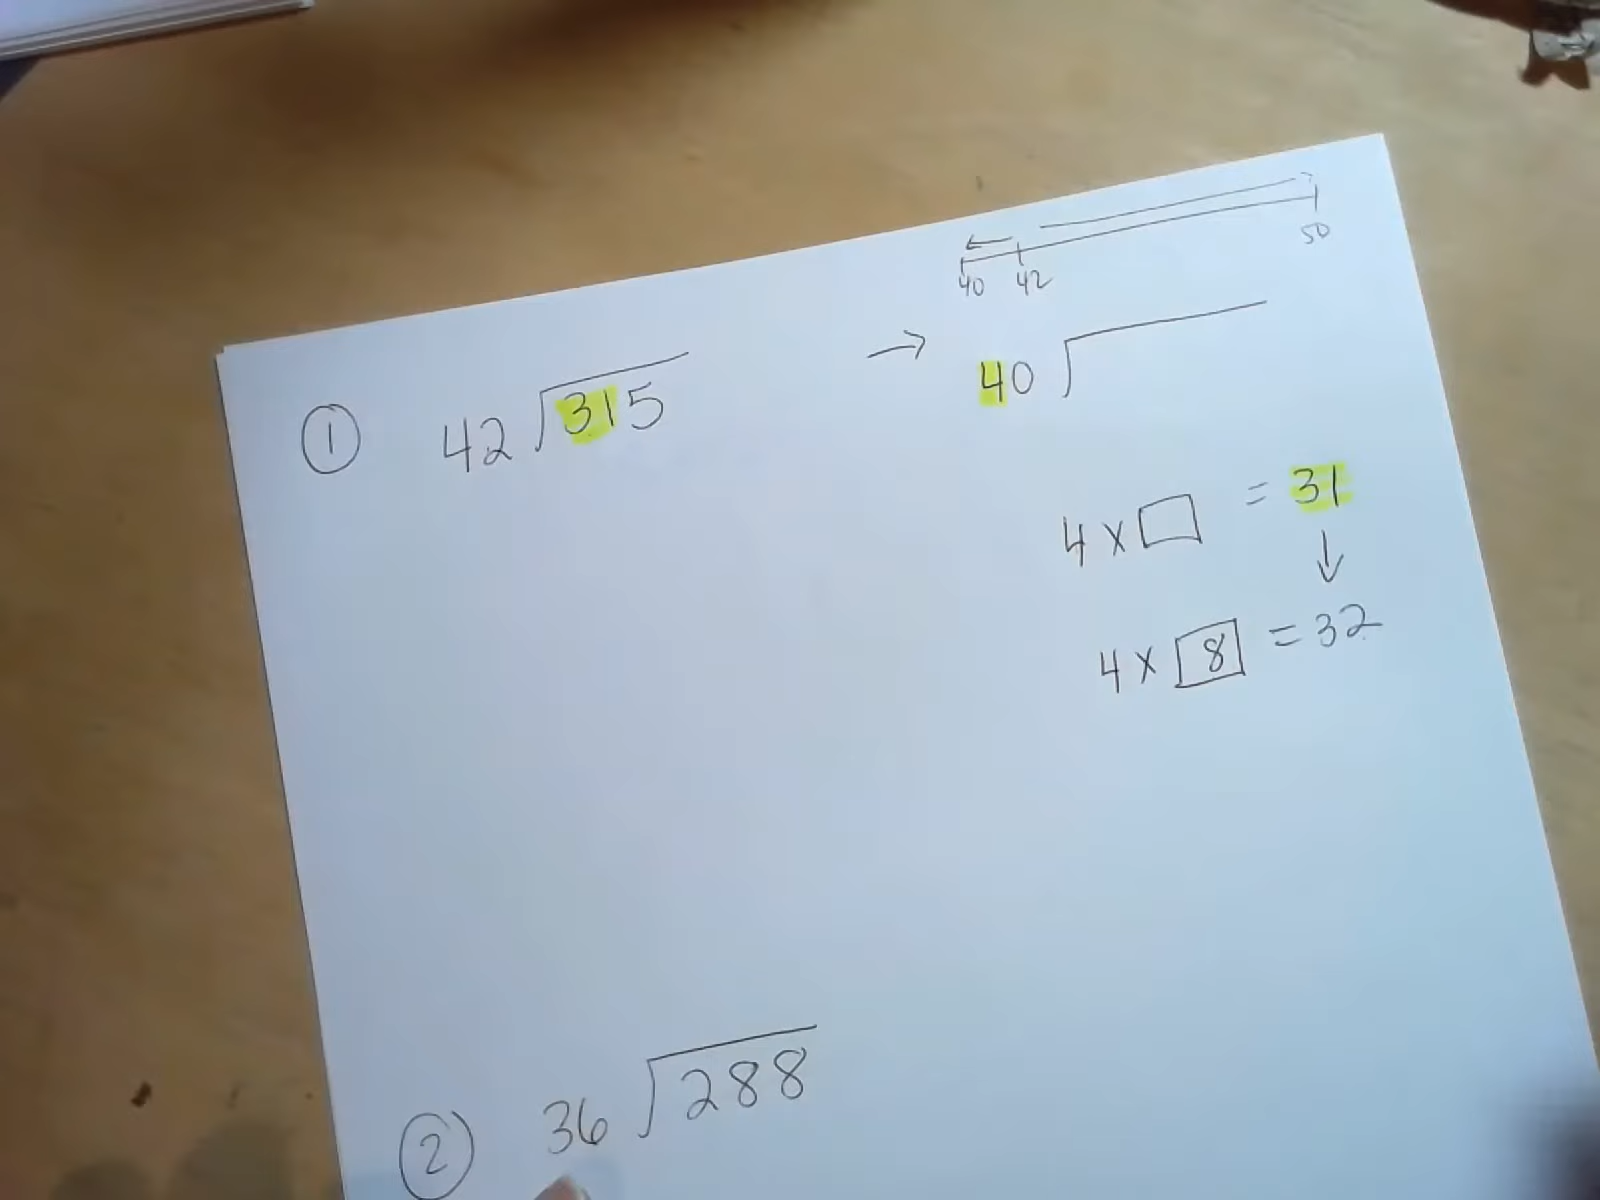 40 42 50
① 42 ⟌315 → 40 ⟌
4 × □ = 31
↓
4 × 8 = 32
② 36 ⟌288